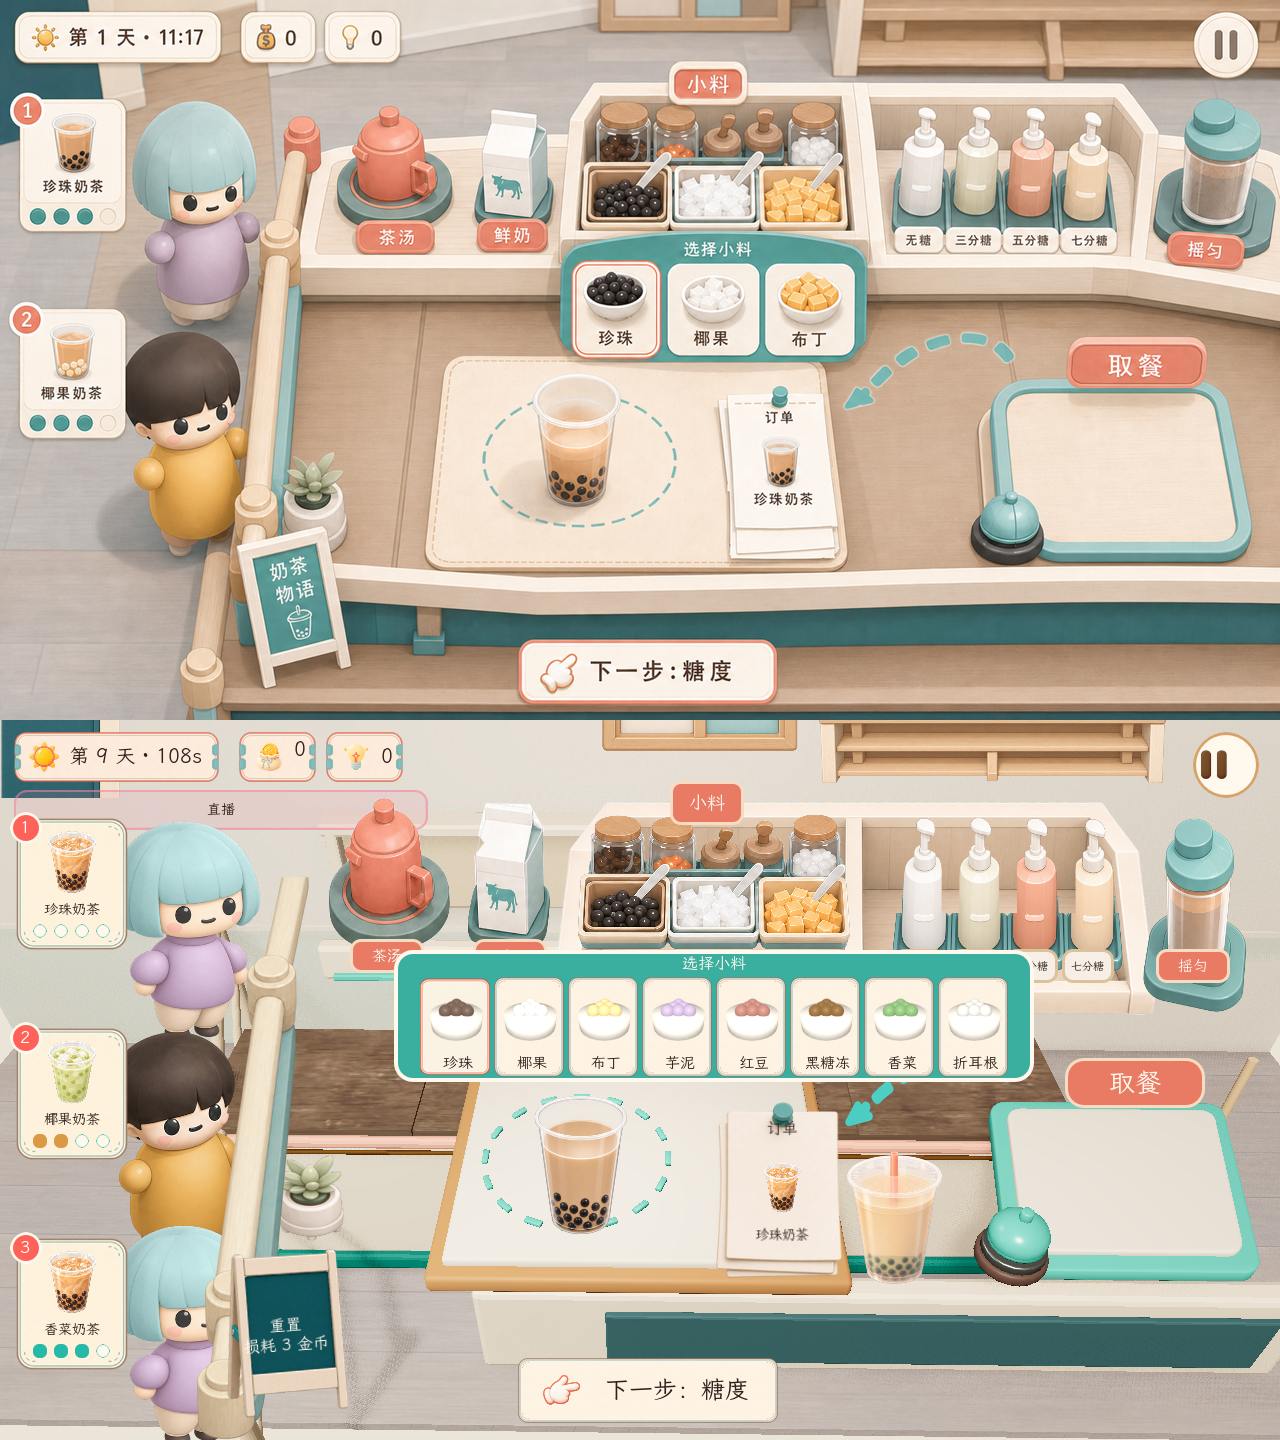 第 1 天・11:17
0
0
小料
1
珍珠奶茶
茶汤
鲜奶
无糖
三分糖
五分糖
七分糖
摇匀
选择小料
珍珠
椰果
布丁
2
椰果奶茶
取餐
订单
珍珠奶茶
奶茶
物语
下一步:糖度
第 9 天・108s
0
0
直播
小料
1
珍珠奶茶
茶汤
糖
七分糖
摇匀
选择小料
珍珠
椰果
布丁
芋泥
红豆
黑糖冻
香菜
折耳根
2
椰果奶茶
取餐
订单
珍珠奶茶
3
香菜奶茶
重置
损耗 3 金币
下一步：糖度